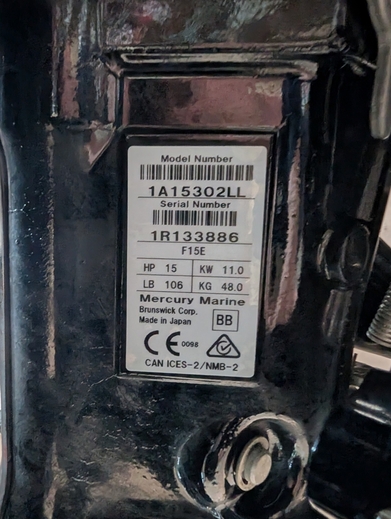 Model Number
1A15302LL
Serial Number
1R133886
F15E
HP 15 KW 11.0
LB 106 KG 48.0
Mercury Marine
Brunswick Corp.
Made in Japan BB
CE 0098
CAN ICES-2/NMB-2